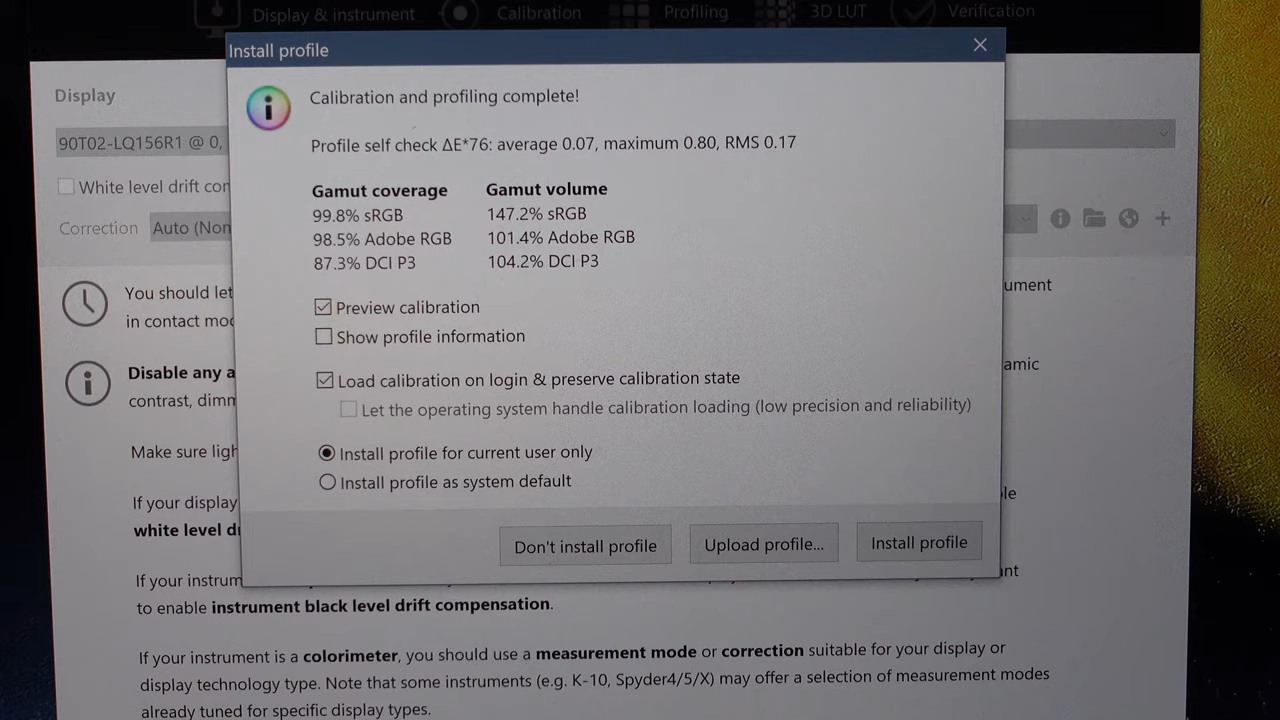 Display & instrument Calibration Profiling 3D LUT Verification
Install profile
Display
Calibration and profiling complete!
90T02-LQ156R1 @ 0,
Profile self check ΔE*76: average 0.07, maximum 0.80, RMS 0.17
White level drift cor
Gamut coverage Gamut volume
99.8% sRGB 147.2% sRGB
Correction Auto (Non
98.5% Adobe RGB 101.4% Adobe RGB
87.3% DCI P3 104.2% DCI P3
You should let ument
in contact mod
Preview calibration
Show profile information
Disable any a amic
contrast, dimn
Load calibration on login & preserve calibration state
Let the operating system handle calibration loading (low precision and reliability)
Make sure ligh
Install profile for current user only
Install profile as system default
If your display le
white level d
Don't install profile Upload profile... Install profile
If your instrum nt
to enable instrument black level drift compensation.
If your instrument is a colorimeter, you should use a measurement mode or correction suitable for your display or
display technology type. Note that some instruments (e.g. K-10, Spyder4/5/X) may offer a selection of measurement modes
already tuned for specific display types.